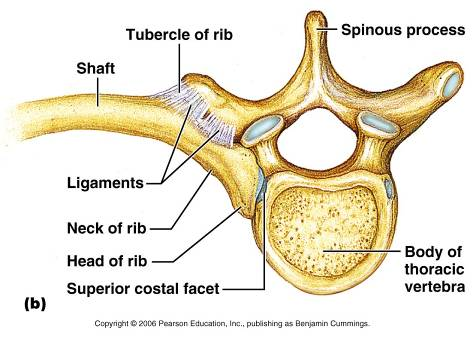 Tubercle of rib
Spinous process
Shaft
Ligaments
Neck of rib
Head of rib
Superior costal facet
Body of
thoracic
vertebra
(b)
Copyright © 2006 Pearson Education, Inc., publishing as Benjamin Cummings.